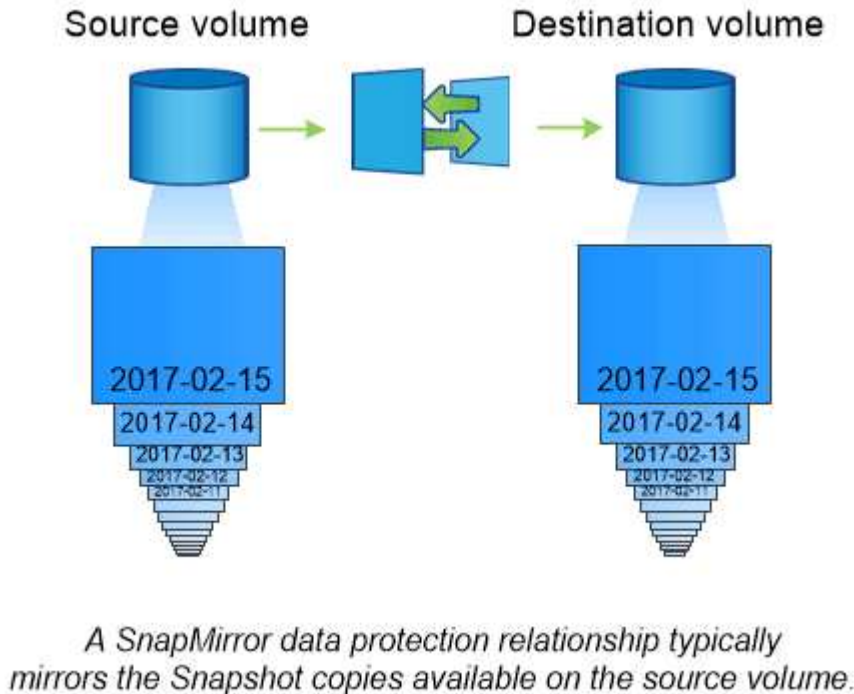 Source volume
Destination volume
2017-02-15
2017-02-14
2017-02-13
2017-02-12
2017-02-11
2017-02-15
2017-02-14
2017-02-13
2017-02-12
2017-02-11
A SnapMirror data protection relationship typically
mirrors the Snapshot copies available on the source volume.